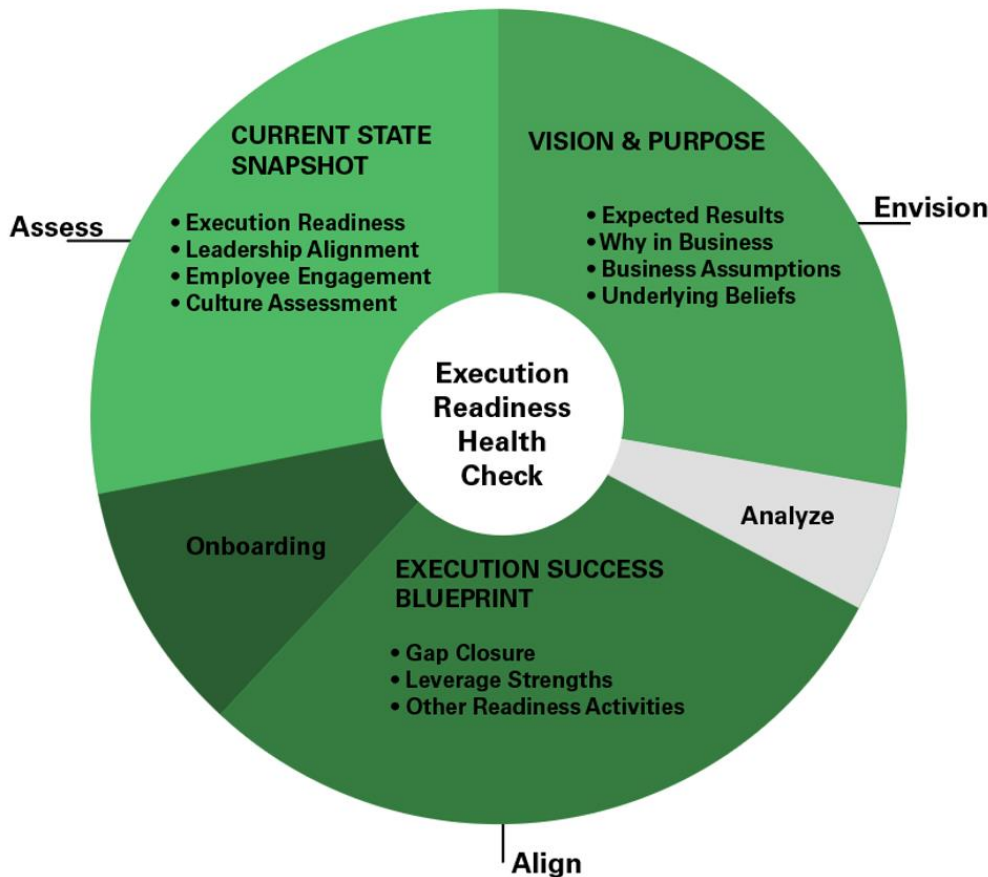 CURRENT STATE
SNAPSHOT
• Execution Readiness
• Leadership Alignment
• Employee Engagement
• Culture Assessment
Assess
VISION & PURPOSE
• Expected Results
• Why in Business
• Business Assumptions
• Underlying Beliefs
Envision
Execution
Readiness
Health
Check
Analyze
Onboarding
EXECUTION SUCCESS
BLUEPRINT
• Gap Closure
• Leverage Strengths
• Other Readiness Activities
Align